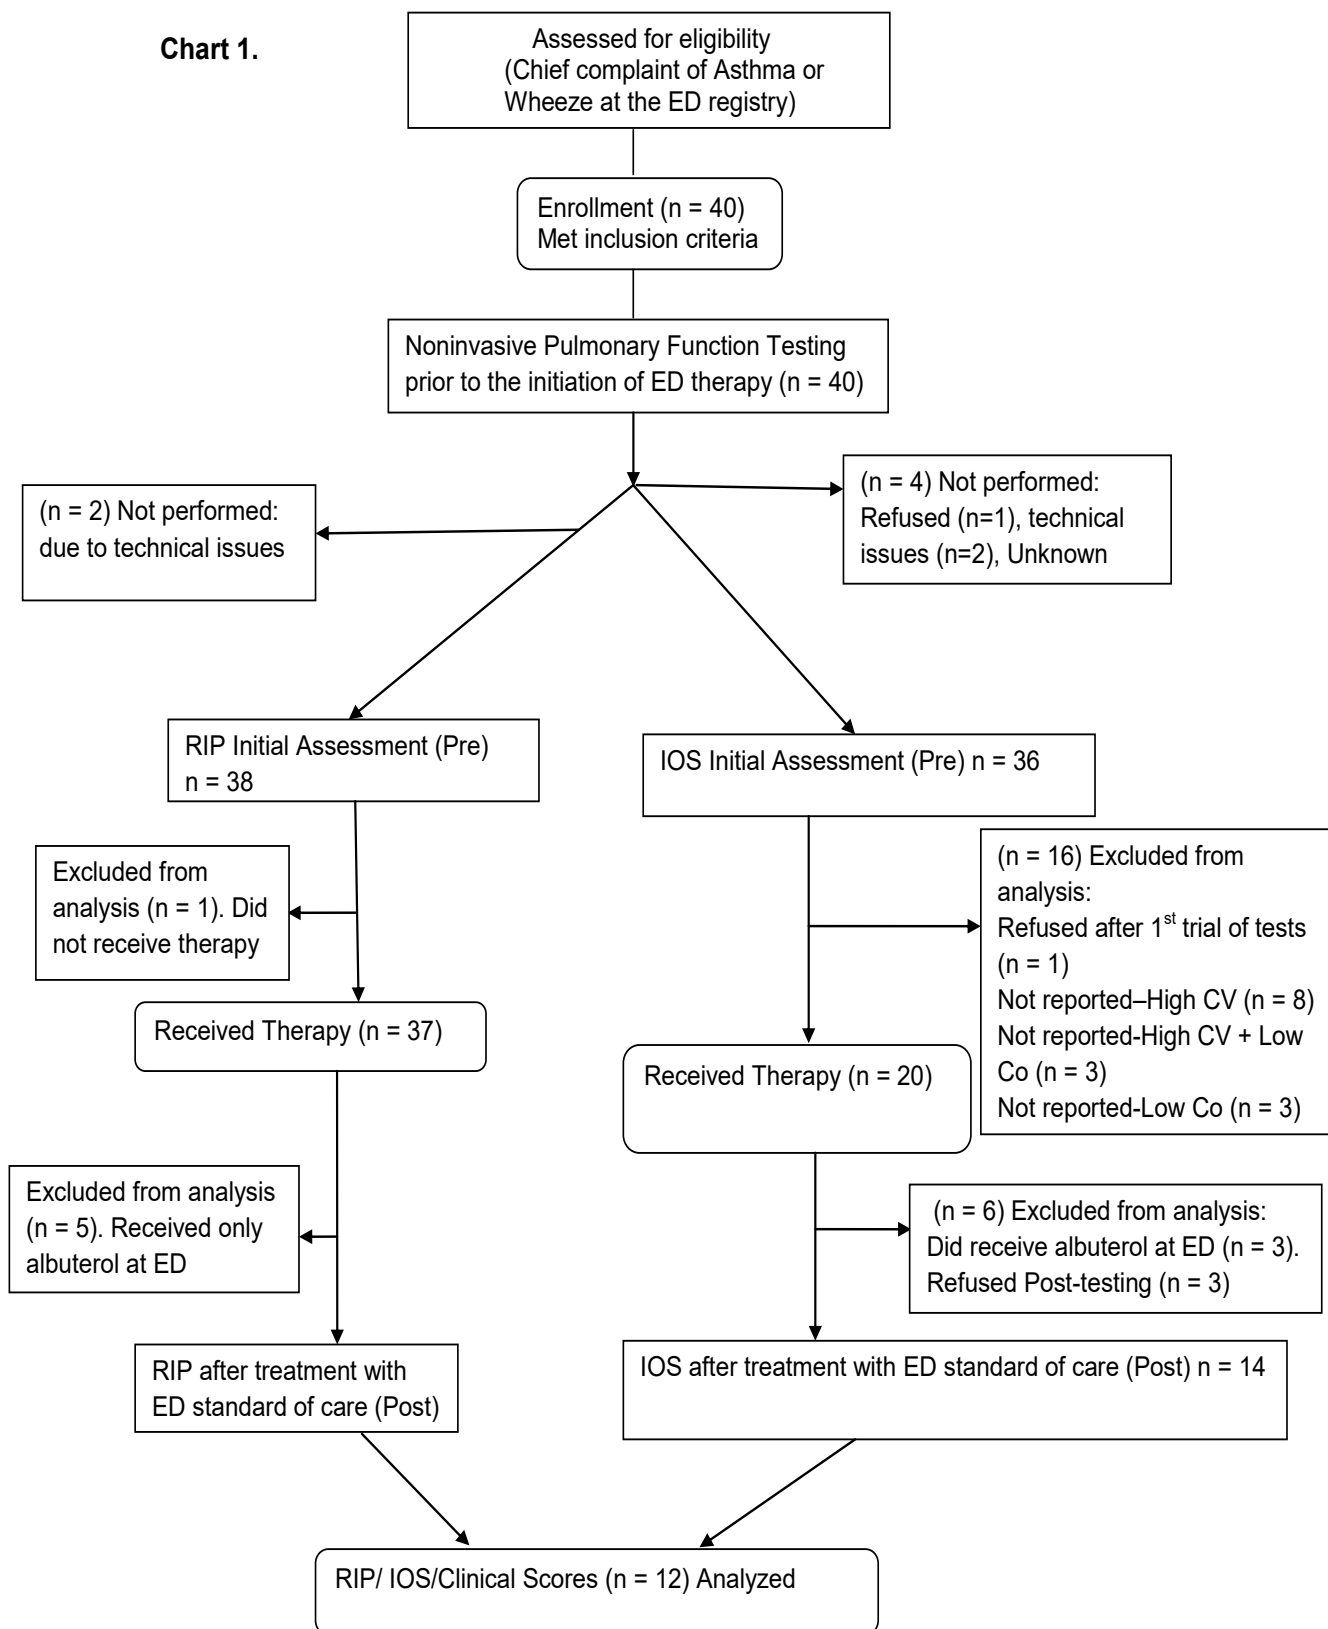 Chart 1.
Assessed for eligibility
(Chief complaint of Asthma or
Wheeze at the ED registry)
Enrollment (n = 40)
Met inclusion criteria
Noninvasive Pulmonary Function Testing
prior to the initiation of ED therapy (n = 40)
(n = 2) Not performed:
due to technical issues
(n = 4) Not performed:
Refused (n=1), technical
issues (n=2), Unknown
RIP Initial Assessment (Pre)
n = 38
IOS Initial Assessment (Pre) n = 36
Excluded from
analysis (n = 1). Did
not receive therapy
(n = 16) Excluded from
analysis:
Refused after 1st trial of tests
(n = 1)
Not reported–High CV (n = 8)
Not reported-High CV + Low
Co (n = 3)
Not reported-Low Co (n = 3)
Received Therapy (n = 37)
Received Therapy (n = 20)
Excluded from analysis
(n = 5). Received only
albuterol at ED
(n = 6) Excluded from analysis:
Did receive albuterol at ED (n = 3).
Refused Post-testing (n = 3)
RIP after treatment with
ED standard of care (Post)
IOS after treatment with ED standard of care (Post) n = 14
RIP/ IOS/Clinical Scores (n = 12) Analyzed